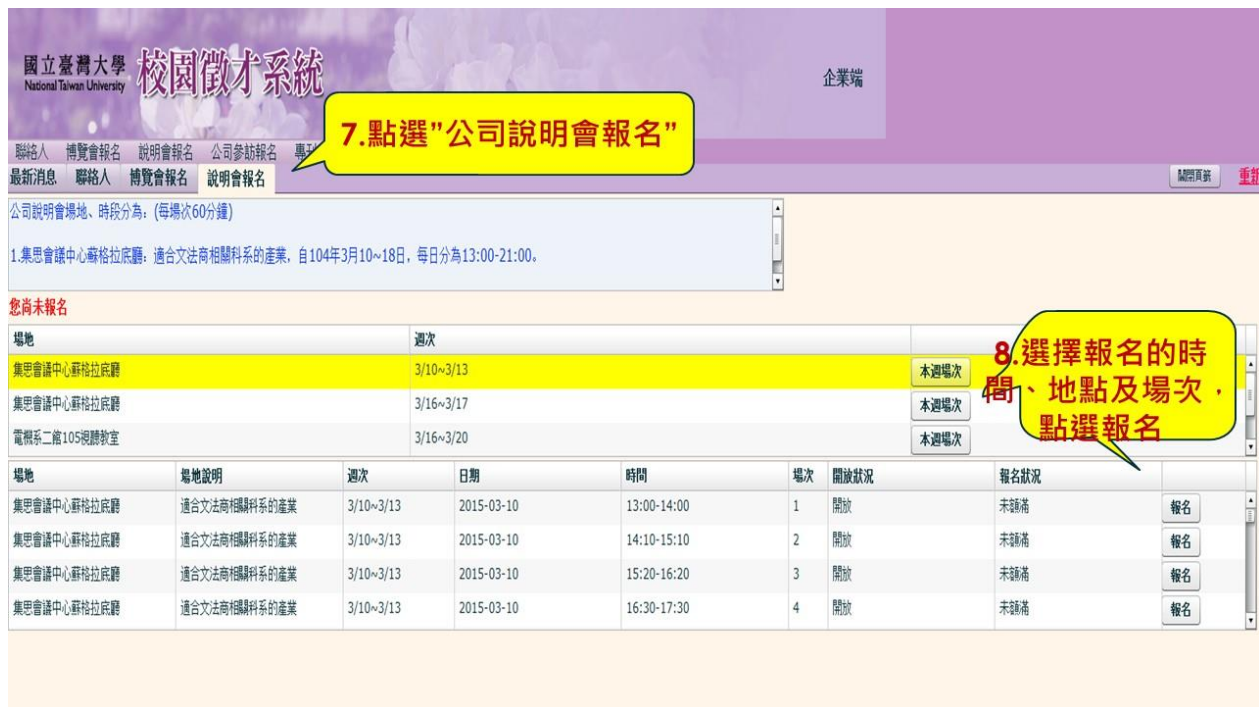 國立臺灣大學
National Taiwan University
校園徵才系統
企業端
7.點選”公司說明會報名”
聯絡人 博覽會報名 說明會報名 公司參訪報名 專刊
最新消息 聯絡人 博覽會報名 說明會報名 關閉頁籤 重新
公司說明會場地、時段分為：(每場次60分鐘)
1.集思會議中心蘇格拉底廳：適合文法商相關科系的產業，自104年3月10~18日，每日分為13:00-21:00。
您尚未報名
場地 週次
集思會議中心蘇格拉底廳 3/10~3/13 本週場次
集思會議中心蘇格拉底廳 3/16~3/17 本週場次
電機系二館105視聽教室 3/16~3/20 本週場次
8.選擇報名的時
間、地點及場次，
點選報名
場地 場地說明 週次 日期 時間 場次 開放狀況 報名狀況
集思會議中心蘇格拉底廳 適合文法商相關科系的產業 3/10~3/13 2015-03-10 13:00-14:00 1 開放 未額滿 報名
集思會議中心蘇格拉底廳 適合文法商相關科系的產業 3/10~3/13 2015-03-10 14:10-15:10 2 開放 未額滿 報名
集思會議中心蘇格拉底廳 適合文法商相關科系的產業 3/10~3/13 2015-03-10 15:20-16:20 3 開放 未額滿 報名
集思會議中心蘇格拉底廳 適合文法商相關科系的產業 3/10~3/13 2015-03-10 16:30-17:30 4 開放 未額滿 報名